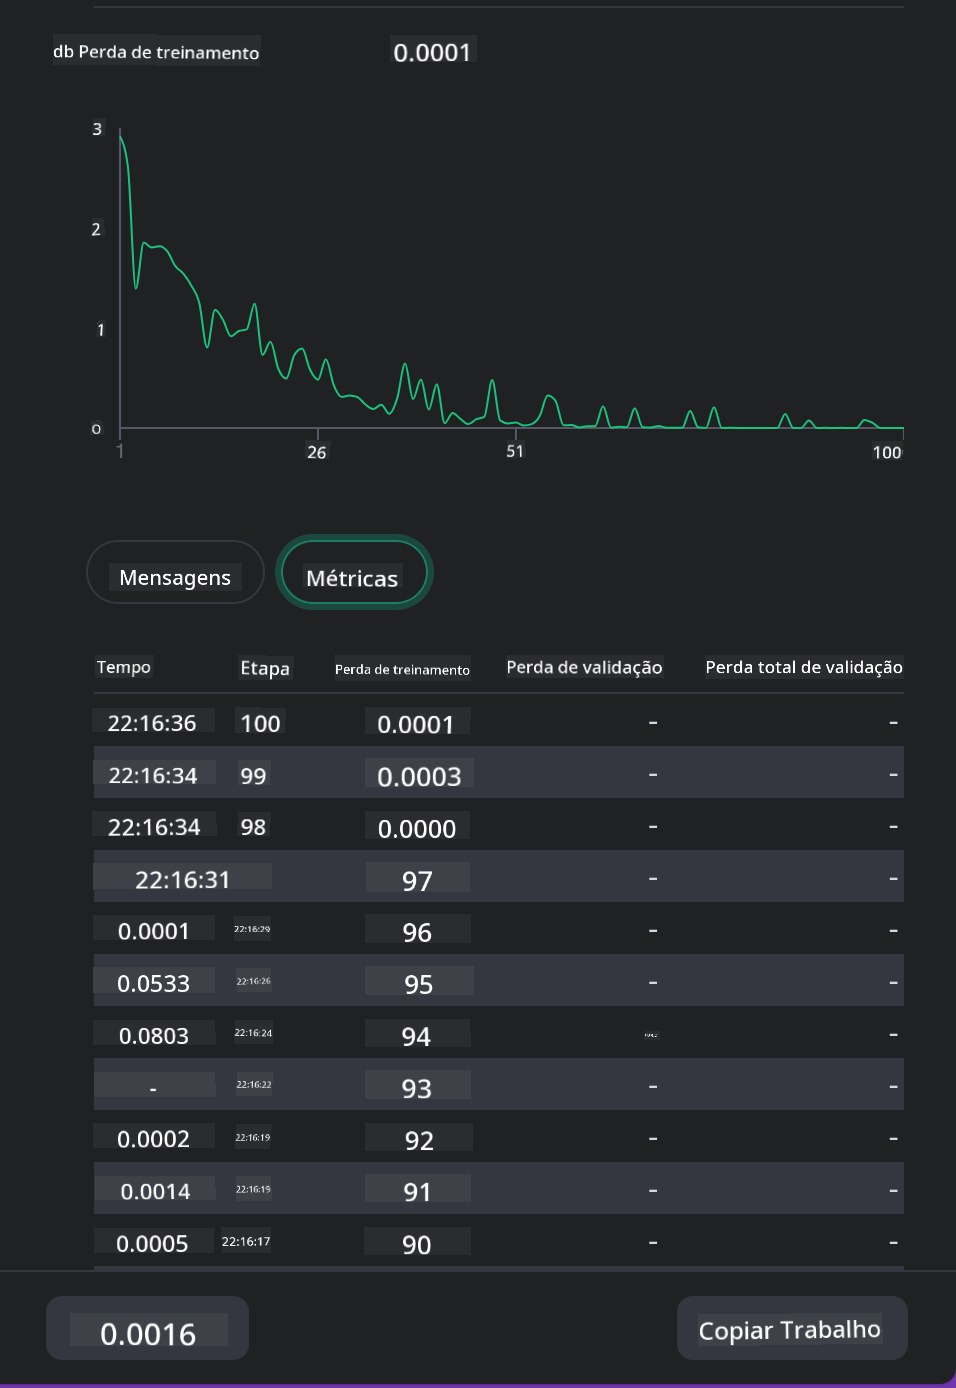 db Perda de treinamento 0.0001
3
2
1
0
1 26 51 100
Mensagens Métricas
Tempo Etapa Perda de treinamento Perda de validação Perda total de validação
22:16:36 100 0.0001 – –
22:16:34 99 0.0003 – –
22:16:34 98 0.0000 – –
22:16:31 97 – –
0.0001 22:16:29 96 – –
0.0533 22:16:26 95 – –
0.0803 22:16:24 94 –
- 22:16:22 93 – –
0.0002 22:16:19 92 – –
0.0014 22:16:19 91 – –
0.0005 22:16:17 90 – –
0.0016 Copiar Trabalho